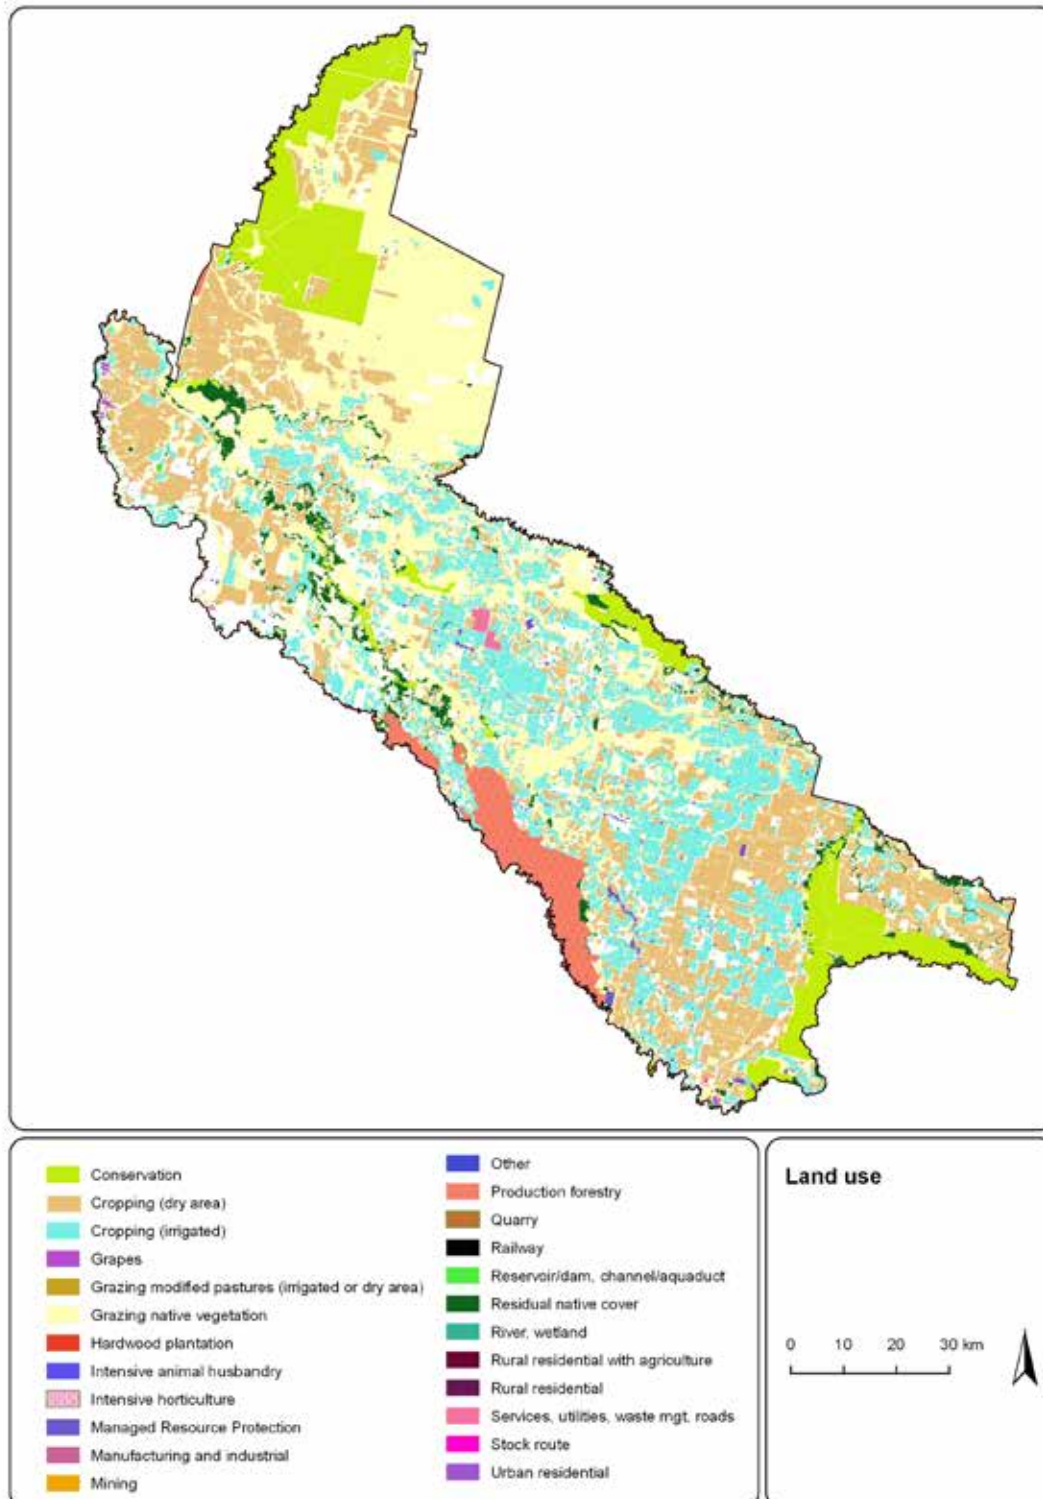 Conservation
Cropping (dry area)
Cropping (irrigated)
Grapes
Grazing modified pastures (irrigated or dry area)
Grazing native vegetation
Hardwood plantation
Intensive animal husbandry
Intensive horticulture
Managed Resource Protection
Manufacturing and industrial
Mining
Other
Production forestry
Quarry
Railway
Reservoir/dam, channel/aquaduct
Residual native cover
River, wetland
Rural residential with agriculture
Rural residential
Services, utilities, waste mgt, roads
Stock route
Urban residential
Land use
0 10 20 30 km